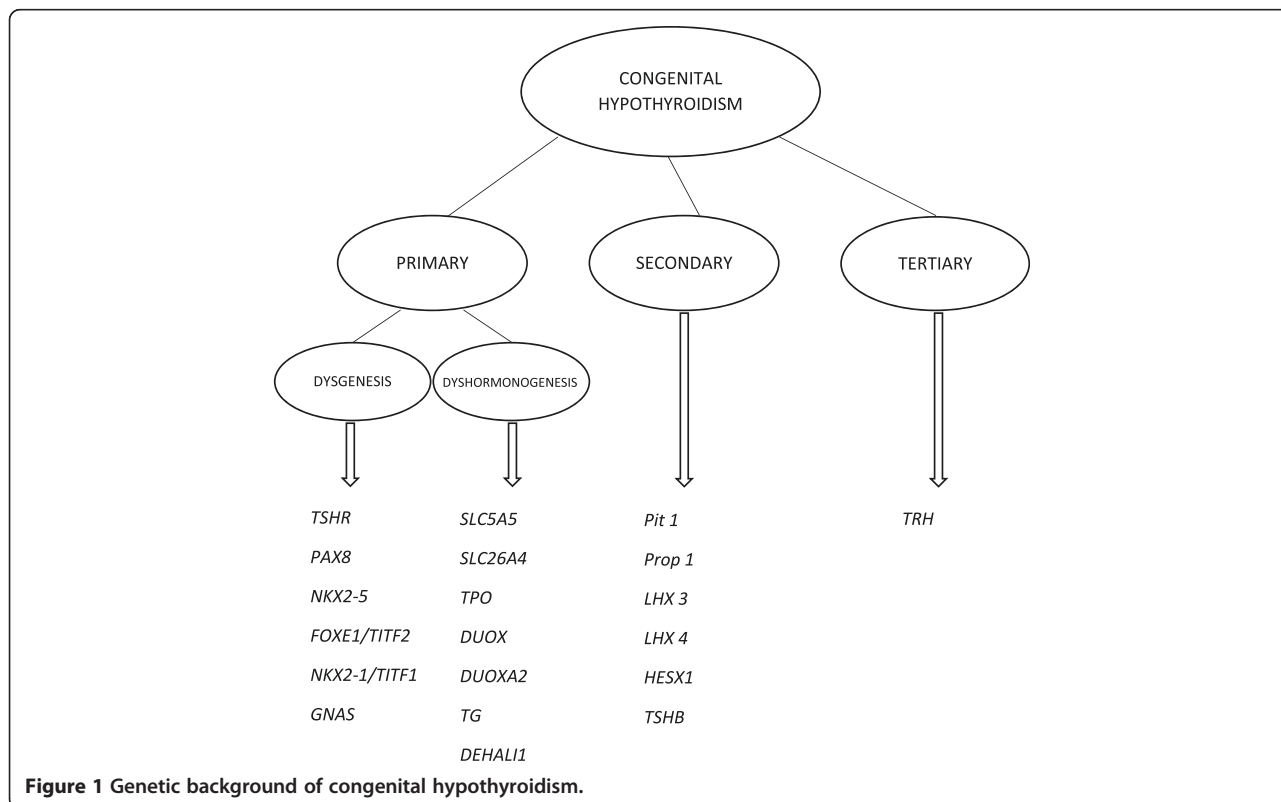 CONGENITAL
HYPOTHYROIDISM
PRIMARY
SECONDARY
TERTIARY
DYSGENESIS
DYSHORMONOGENESIS
TSHR
PAX8
NKX2-5
FOXE1/TITF2
NKX2-1/TITF1
GNAS
SLC5A5
SLC26A4
TPO
DUOX
DUOXA2
TG
DEHALI1
Pit 1
Prop 1
LHX 3
LHX 4
HESX1
TSHB
TRH
Figure 1 Genetic background of congenital hypothyroidism.